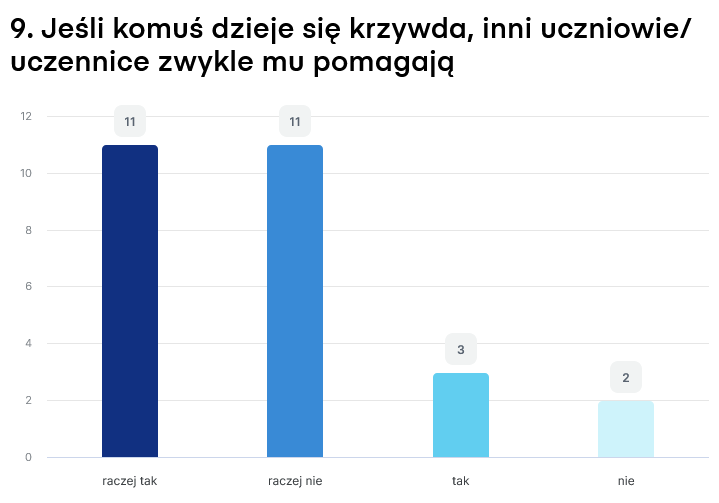 9. Jeśli komuś dzieje się krzywda, inni uczniowie/
uczennice zwykle mu pomagają
12
11
11
10
8
6
4
3
2
2
0
raczej tak
raczej nie
tak
nie